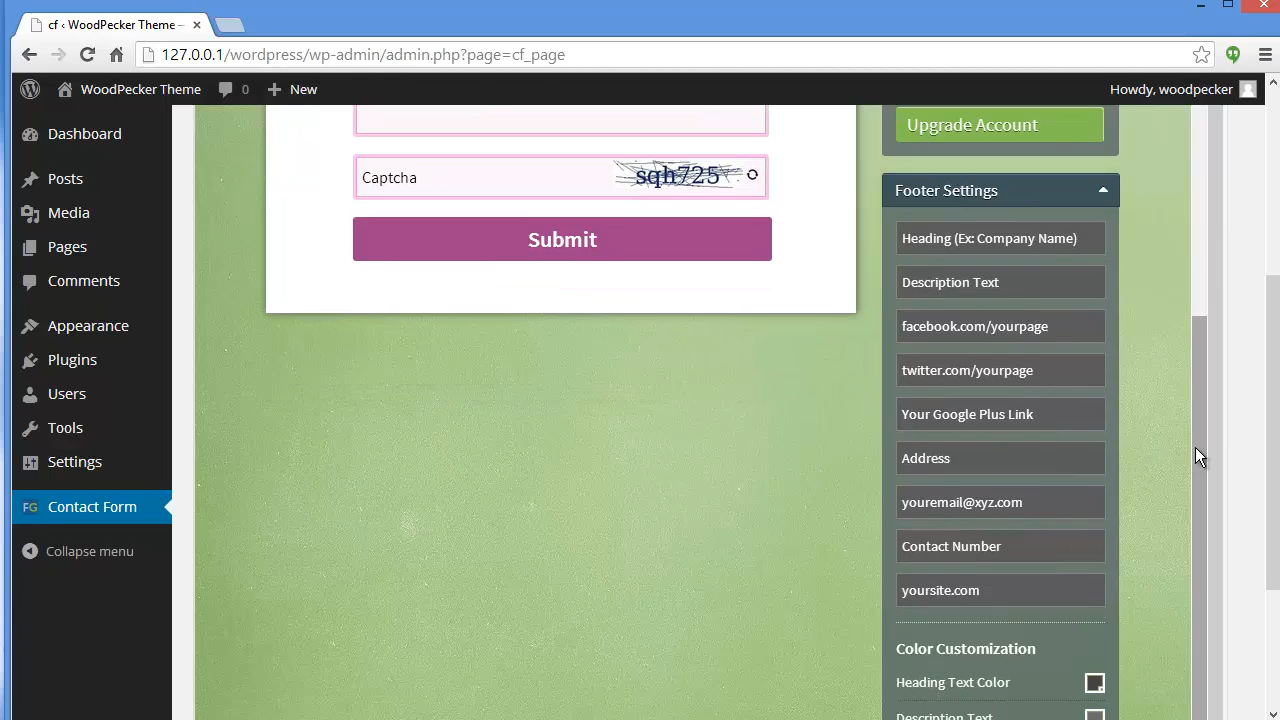 cf ‹ WoodPecker Theme –
127.0.0.1/wordpress/wp-admin/admin.php?page=cf_page
WoodPecker Theme 0 New
Howdy, woodpecker
Dashboard
Posts
Media
Pages
Comments
Appearance
Plugins
Users
Tools
Settings
FG Contact Form
Collapse menu
Captcha sqh725
Submit
Upgrade Account
Footer Settings
Heading (Ex: Company Name)
Description Text
facebook.com/yourpage
twitter.com/yourpage
Your Google Plus Link
Address
youremail@xyz.com
Contact Number
yoursite.com
Color Customization
Heading Text Color
Description Text